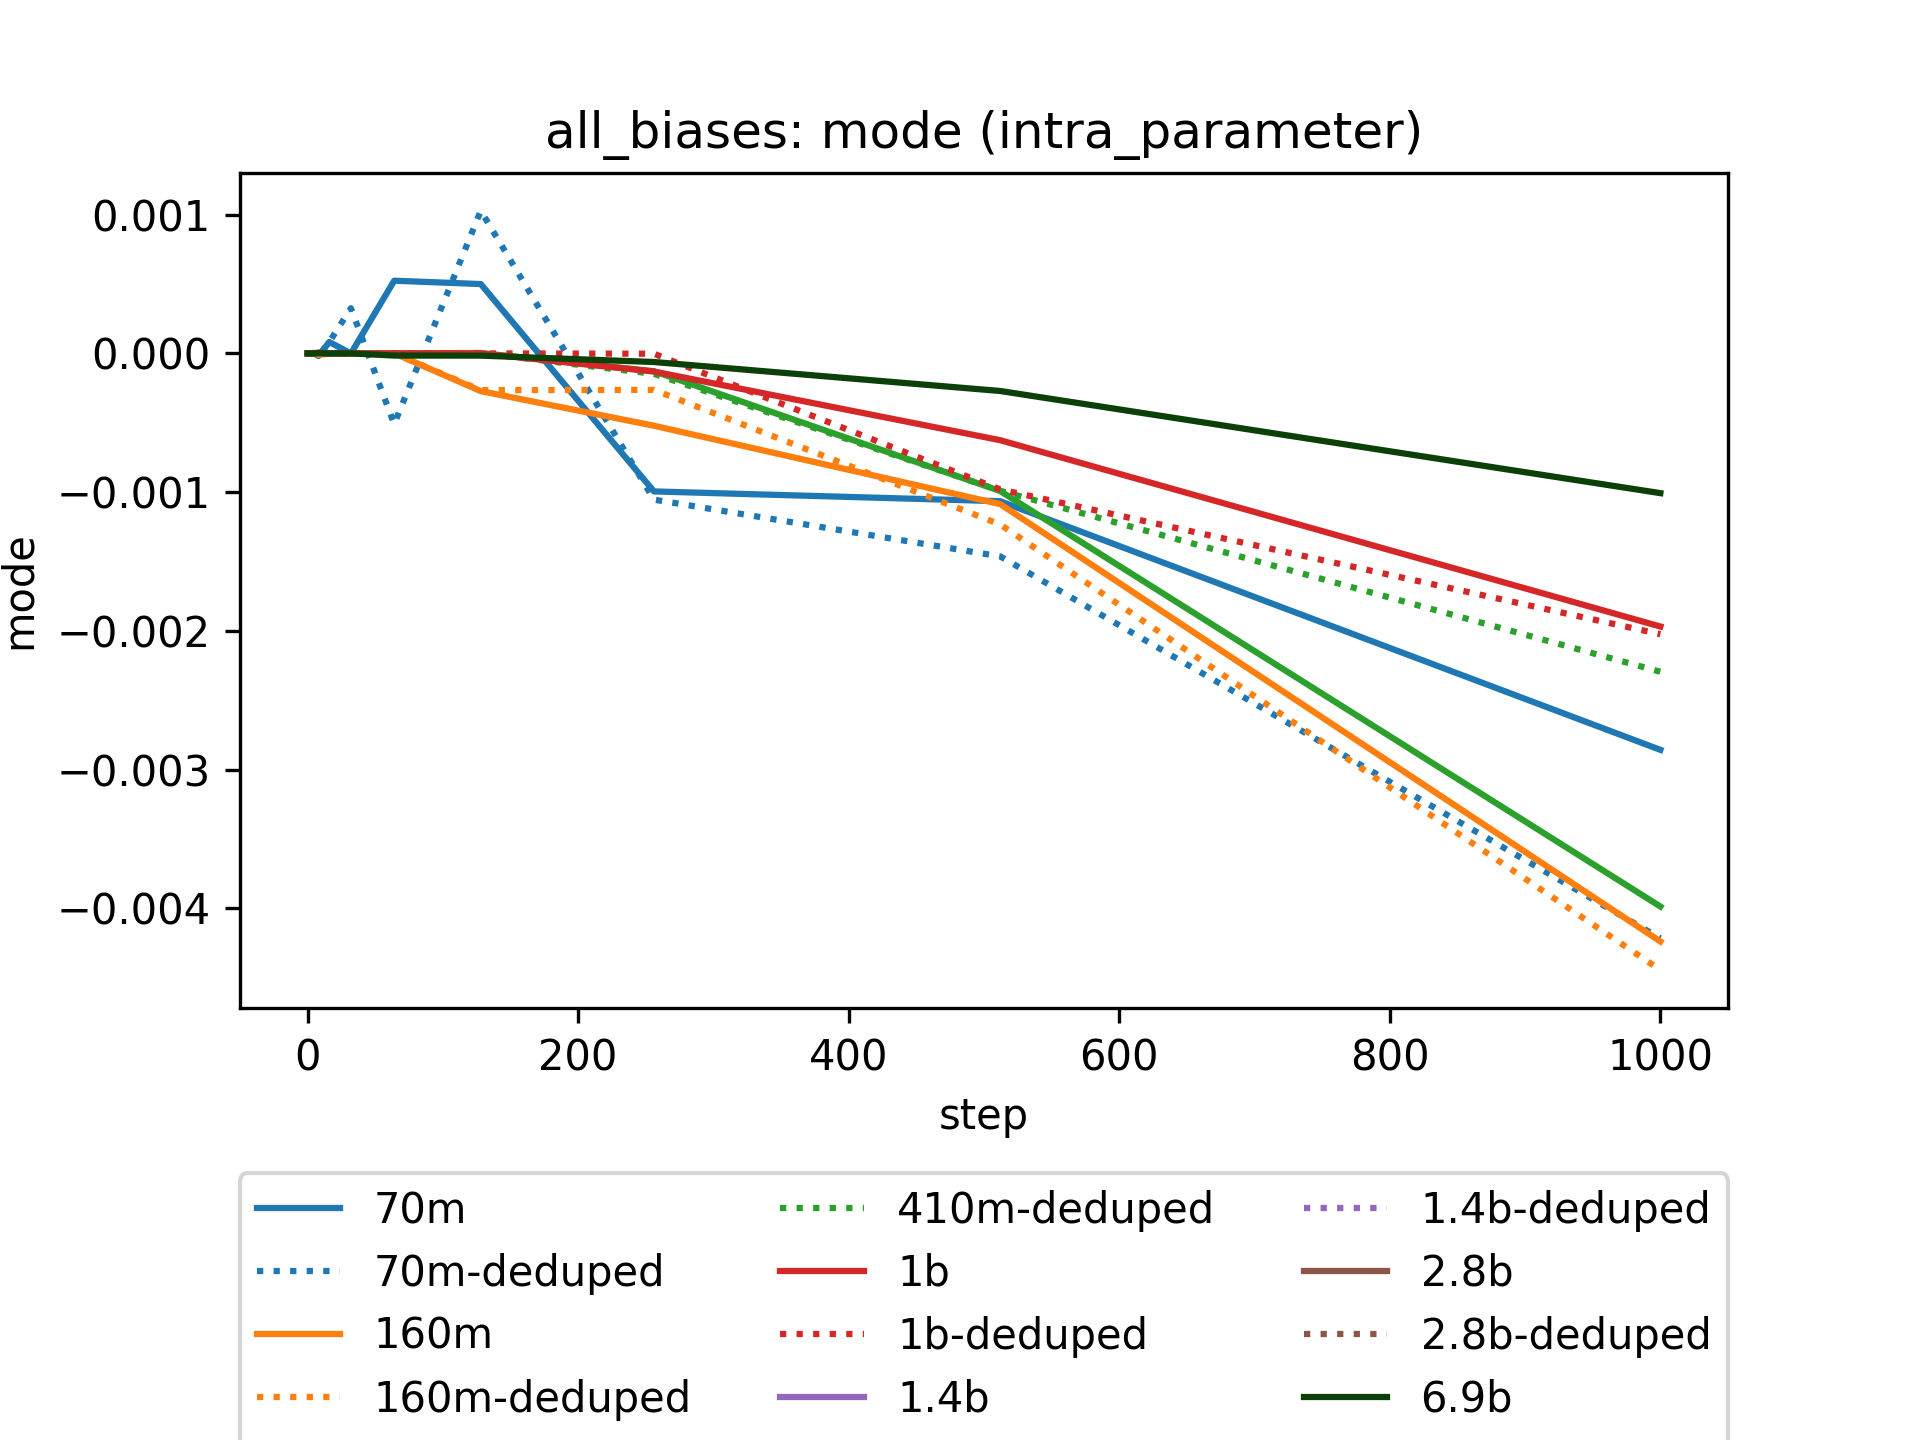 all_biases: mode (intra_parameter)
0.001
0.000
−0.001
−0.002
−0.003
−0.004
mode
0 200 400 600 800 1000
step
70m 410m-deduped 1.4b-deduped
70m-deduped 1b 2.8b
160m 1b-deduped 2.8b-deduped
160m-deduped 1.4b 6.9b